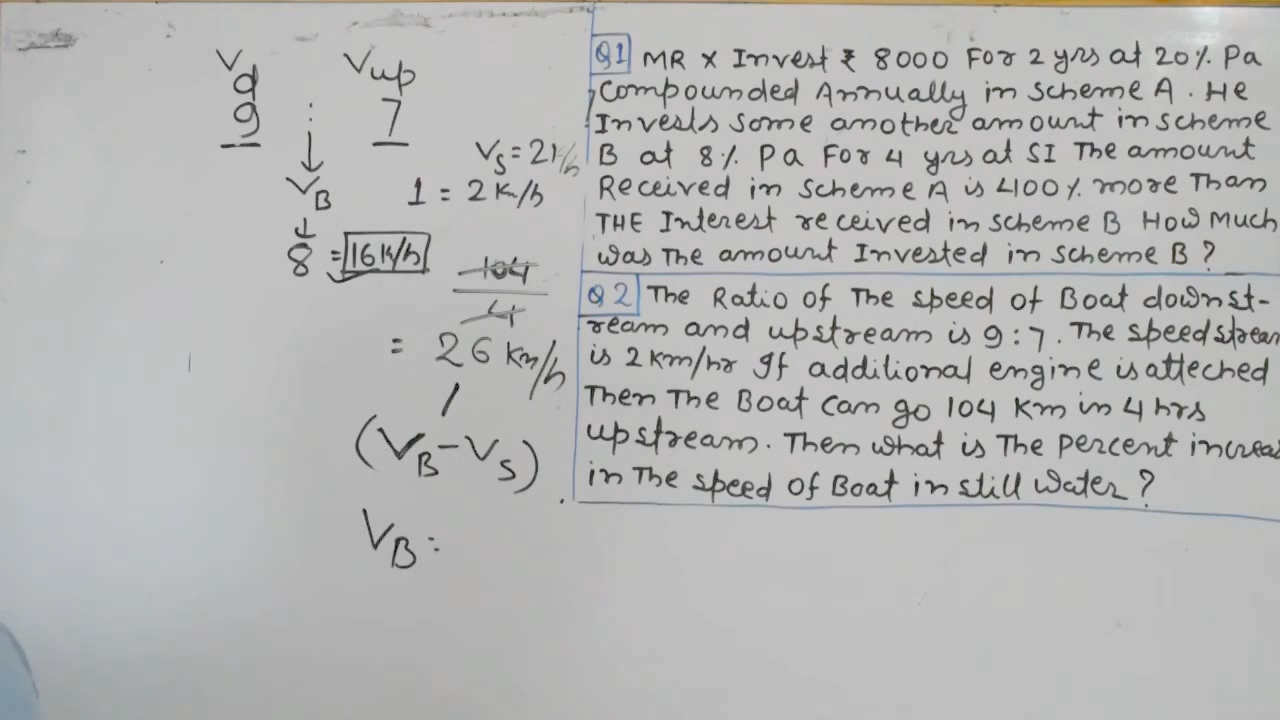 Vd : Vup
9 7
Vs = 2k/h
VB 1 = 2 Km/h
8 = 16 K/h
104
4
= 26 Km/h
(VB - Vs)
VB =
Q1 MR X Invest ₹ 8000 For 2 yrs at 20% Pa
Compounded Annually in scheme A. He
Invests some another amount in scheme
B at 8% Pa For 4 yrs at SI The amount
Received in scheme A is 400% more Than
THE Interest received in scheme B How Much
was The amount Invested in scheme B ?
Q2 The Ratio of The speed of Boat downst-
ream and upstream is 9:7. The speed stream
is 2 km/hr If additional engine is atteched
Then The Boat can go 104 Km in 4 hrs
upstream. Then what is The Percent increa
in The speed of Boat in still water ?